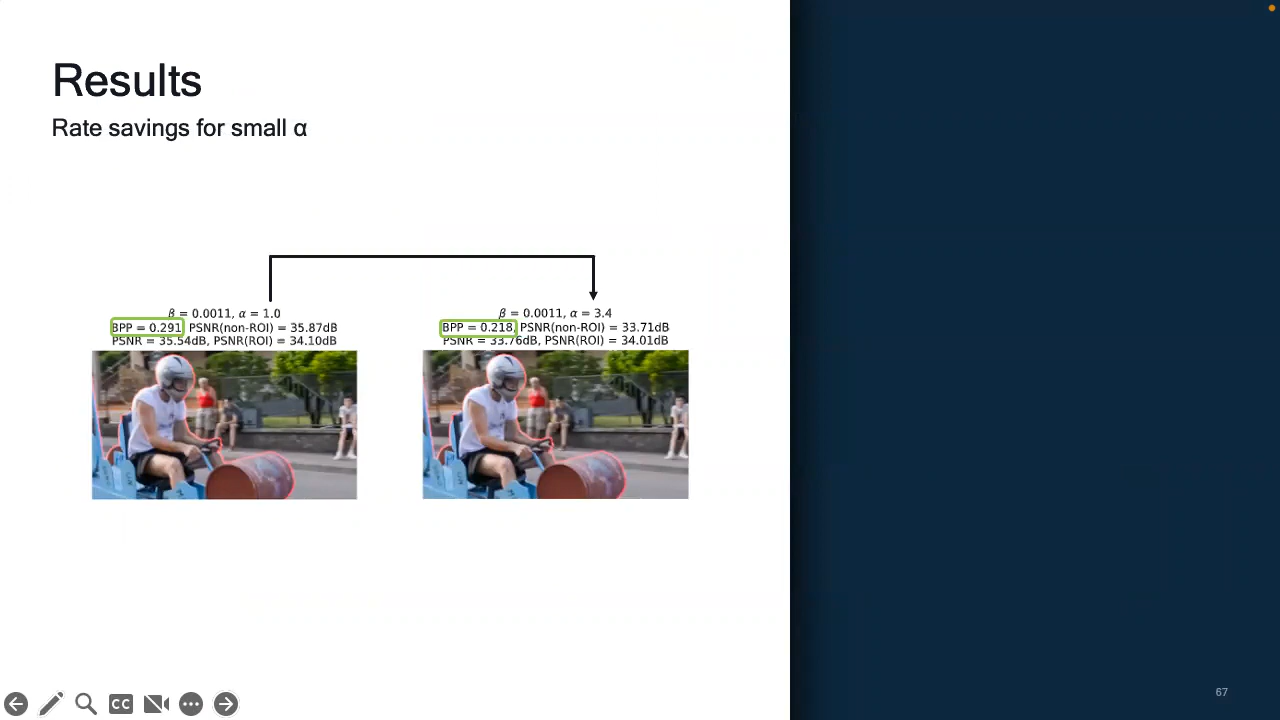 Results
Rate savings for small α
β = 0.0011, α = 1.0
BPP = 0.291, PSNR(non-ROI) = 35.87dB
PSNR = 35.54dB, PSNR(ROI) = 34.10dB
β = 0.0011, α = 3.4
BPP = 0.218, PSNR(non-ROI) = 33.71dB
PSNR = 33.76dB, PSNR(ROI) = 34.01dB
CC
67